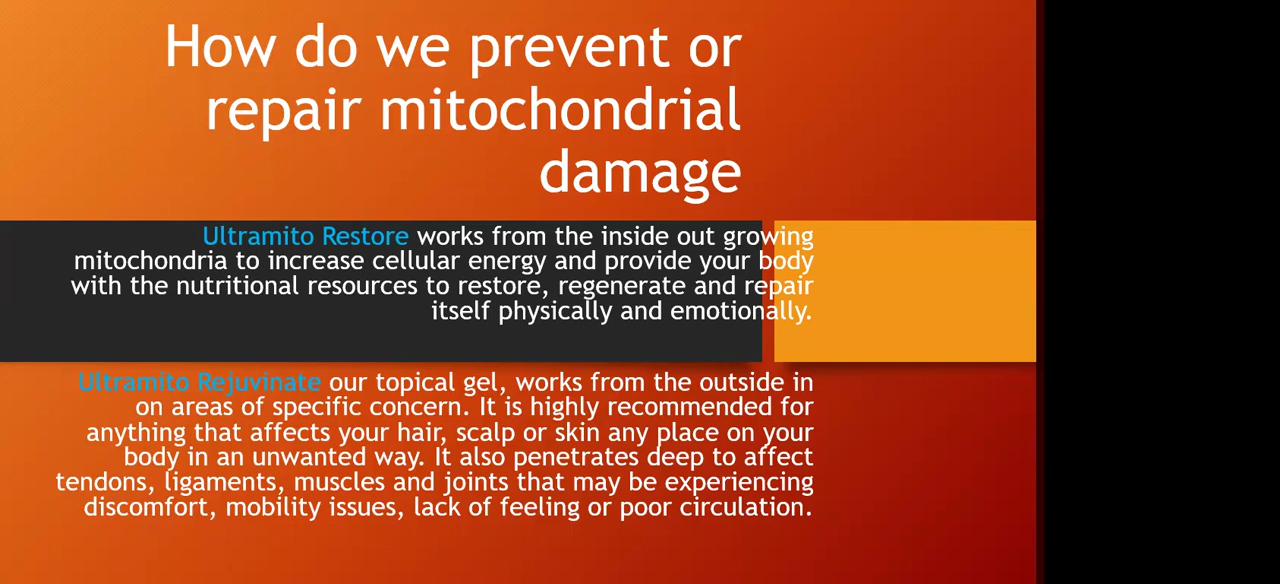 How do we prevent or
repair mitochondrial
damage
Ultramito Restore works from the inside out growing
mitochondria to increase cellular energy and provide your body
with the nutritional resources to restore, regenerate and repair
itself physically and emotionally.
Ultramito Rejuvinate our topical gel, works from the outside in
on areas of specific concern. It is highly recommended for
anything that affects your hair, scalp or skin any place on your
body in an unwanted way. It also penetrates deep to affect
tendons, ligaments, muscles and joints that may be experiencing
discomfort, mobility issues, lack of feeling or poor circulation.